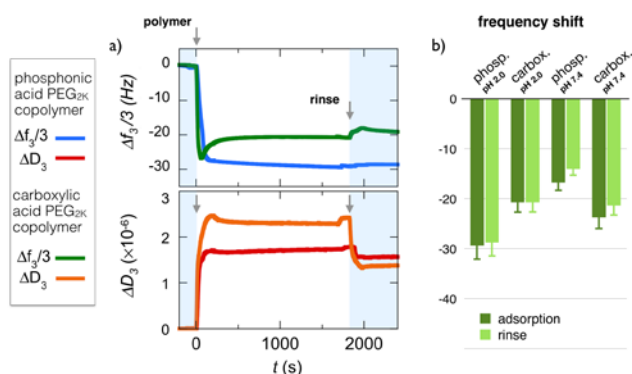 polymer
a)
phosphonic
acid PEG2K
copolymer
Δf3/3
ΔD3
carboxylic
acid PEG2K
copolymer
Δf3/3
ΔD3
Δf3/3 (Hz)
0
-10
-20
-30
rinse
ΔD3 (×10-6)
3
2
1
0
0
1000
2000
t (s)
frequency shift
b)
phosp. pH 2.0
carbox. pH 2.0
phosp. pH 7.4
carbox. pH 7.4
0
-10
-20
-30
-40
adsorption
rinse